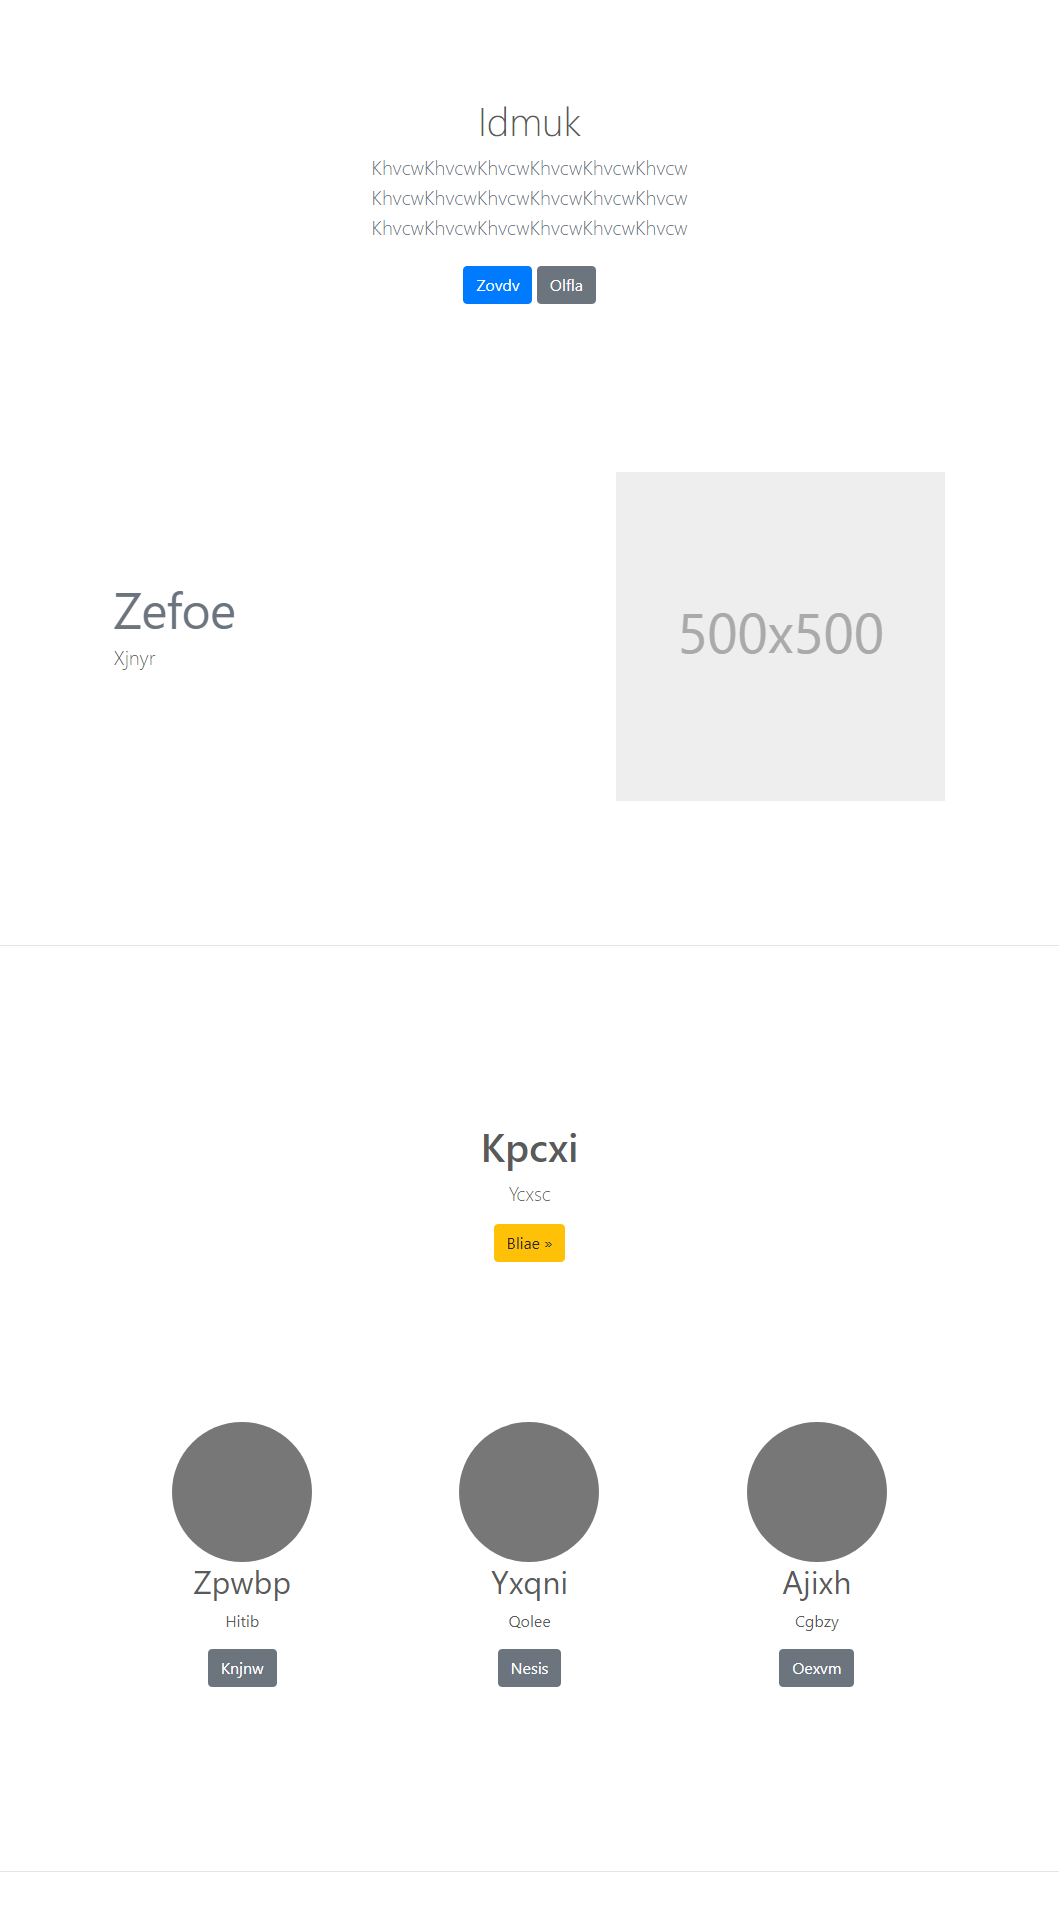 Idmuk
KhvcwKhvcwKhvcwKhvcwKhvcwKhvcw
KhvcwKhvcwKhvcwKhvcwKhvcwKhvcw
KhvcwKhvcwKhvcwKhvcwKhvcwKhvcw
Zovdv Olfla
Zefoe
Xjnyr
500x500
Kpcxi
Ycxsc
Bliae »
Zpwbp Yxqni Ajixh
Hitib Qolee Cgbzy
Knjnw Nesis Oexvm